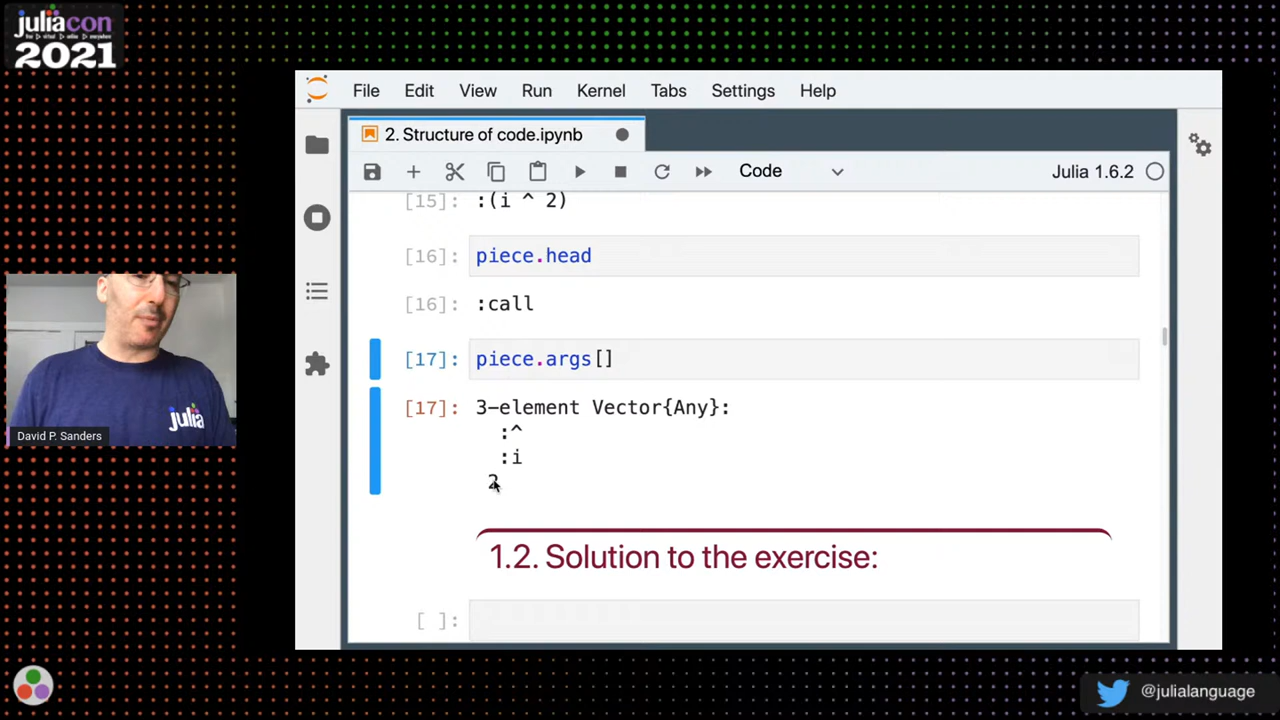 juliacon
2021
File Edit View Run Kernel Tabs Settings Help
2. Structure of code.ipynb
Code
Julia 1.6.2
[15]: :(i ^ 2)
[16]: piece.head
[16]: :call
[17]: piece.args[]
[17]: 3-element Vector{Any}:
:^
:i
2
1.2. Solution to the exercise:
[ ]:
julia
David P. Sanders
@julialanguage